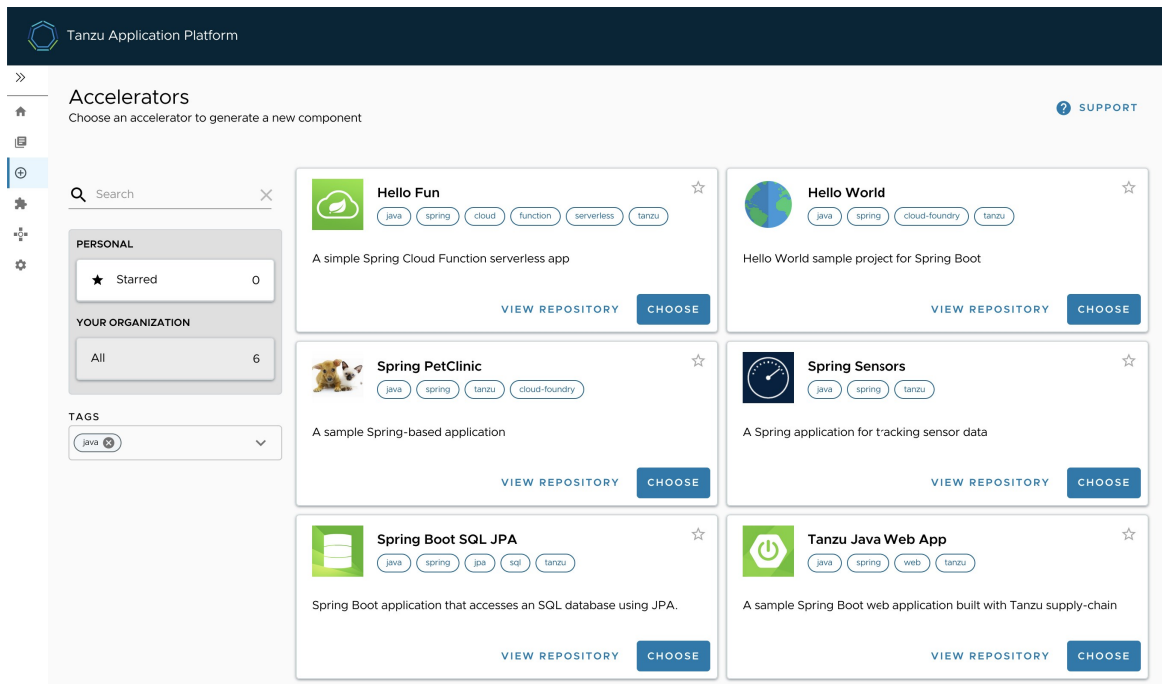 Tanzu Application Platform
Accelerators
Choose an accelerator to generate a new component
SUPPORT
Search
PERSONAL
Starred 0
YOUR ORGANIZATION
All 6
TAGS
java
Hello Fun
java spring cloud function serverless tanzu
A simple Spring Cloud Function serverless app
VIEW REPOSITORY CHOOSE
Hello World
java spring cloud-foundry tanzu
Hello World sample project for Spring Boot
VIEW REPOSITORY CHOOSE
Spring PetClinic
java spring tanzu cloud-foundry
A sample Spring-based application
VIEW REPOSITORY CHOOSE
Spring Sensors
java spring tanzu
A Spring application for tracking sensor data
VIEW REPOSITORY CHOOSE
Spring Boot SQL JPA
java spring jpa sql tanzu
Spring Boot application that accesses an SQL database using JPA.
VIEW REPOSITORY CHOOSE
Tanzu Java Web App
java spring web tanzu
A sample Spring Boot web application built with Tanzu supply-chain
VIEW REPOSITORY CHOOSE